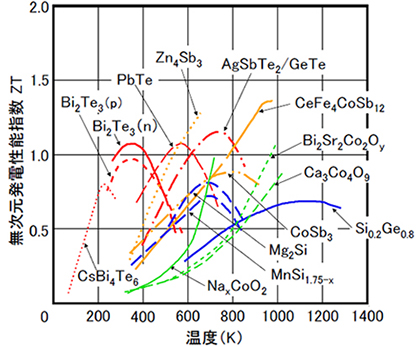 無次元発電性能指数 ZT
2.0
1.5
1.0
0.5
0
200
400
600
800
1000
1200
1400
温度(K)
Zn4Sb3
PbTe
AgSbTe2/GeTe
Bi2Te3(p)
Bi2Te3(n)
CeFe4CoSb12
Bi2Sr2Co2Oy
Ca3Co4O9
CoSb3
Si0.2Ge0.8
Mg2Si
MnSi1.75-x
CsBi4Te6
NaxCoO2